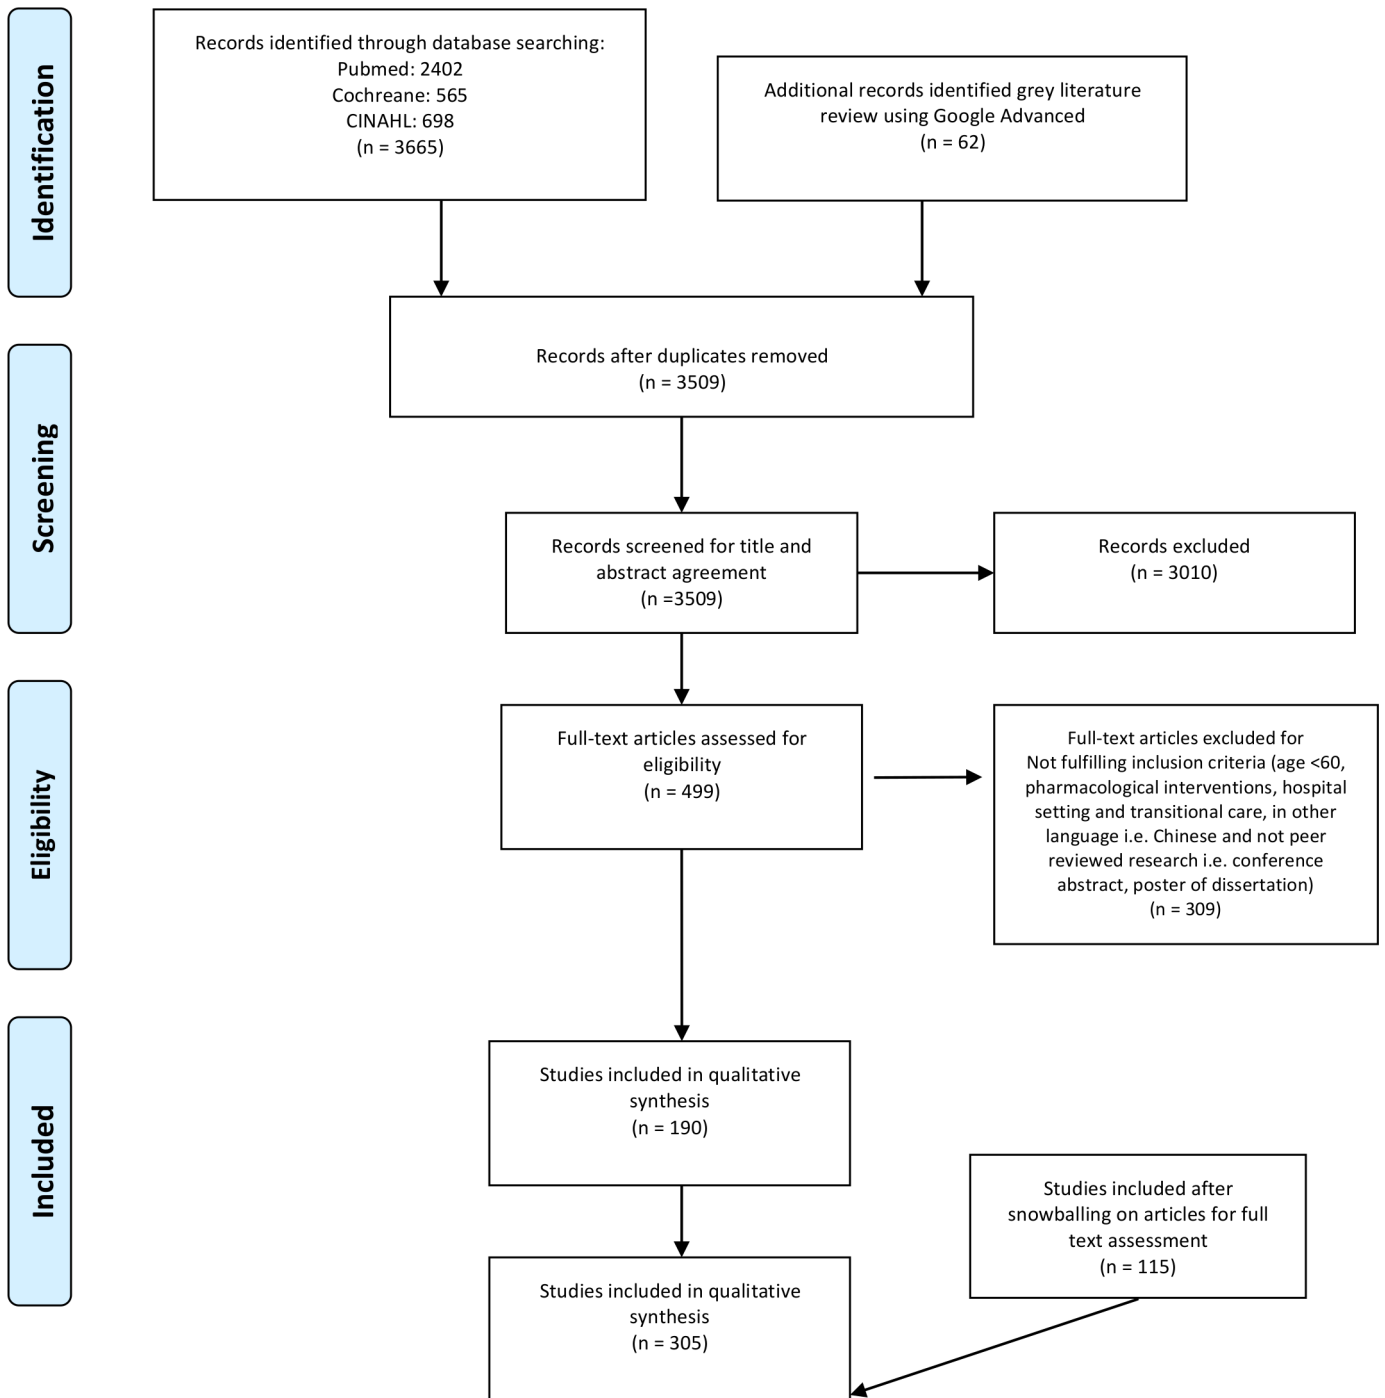 Identification
Records identified through database searching:
Pubmed: 2402
Cochreane: 565
CINAHL: 698
(n = 3665)
Additional records identified grey literature
review using Google Advanced
(n = 62)
Records after duplicates removed
(n = 3509)
Screening
Records screened for title and
abstract agreement
(n =3509)
Records excluded
(n = 3010)
Eligibility
Full-text articles assessed for
eligibility
(n = 499)
Full-text articles excluded for
Not fulfilling inclusion criteria (age <60,
pharmacological interventions, hospital
setting and transitional care, in other
language i.e. Chinese and not peer
reviewed research i.e. conference
abstract, poster of dissertation)
(n = 309)
Included
Studies included in qualitative
synthesis
(n = 190)
Studies included after
snowballing on articles for full
text assessment
(n = 115)
Studies included in qualitative
synthesis
(n = 305)